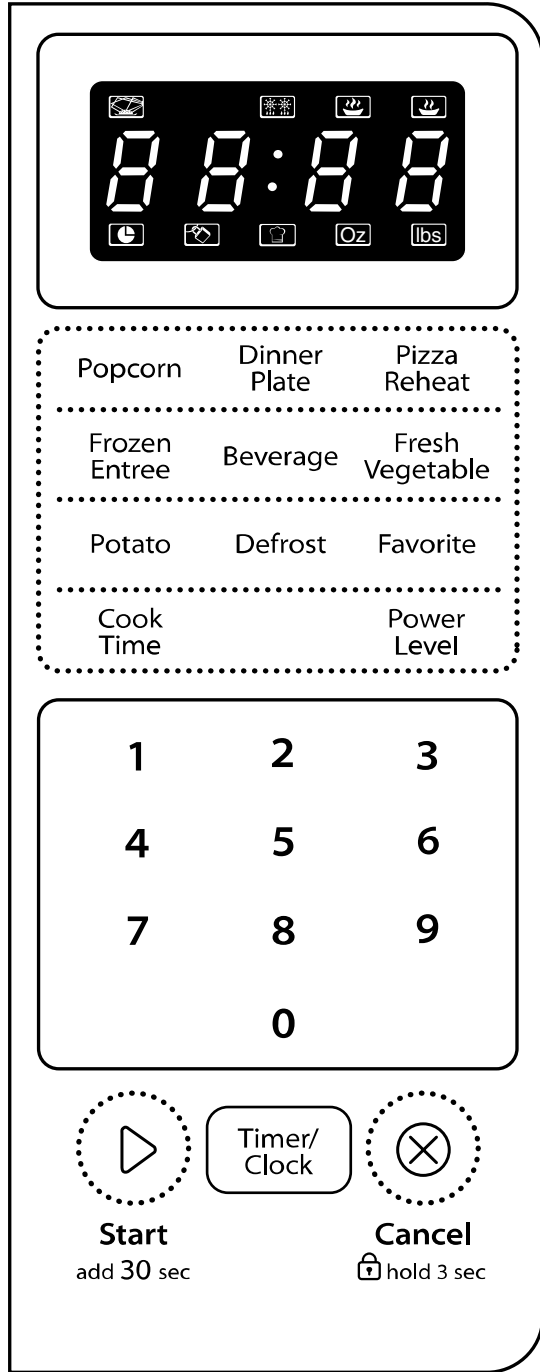 88:88
Oz lbs
Popcorn
Dinner
Plate
Pizza
Reheat
Frozen
Entree
Beverage
Fresh
Vegetable
Potato
Defrost
Favorite
Cook
Time
Power
Level
1 2 3
4 5 6
7 8 9
0
Timer/
Clock
Start
add 30 sec
Cancel
hold 3 sec